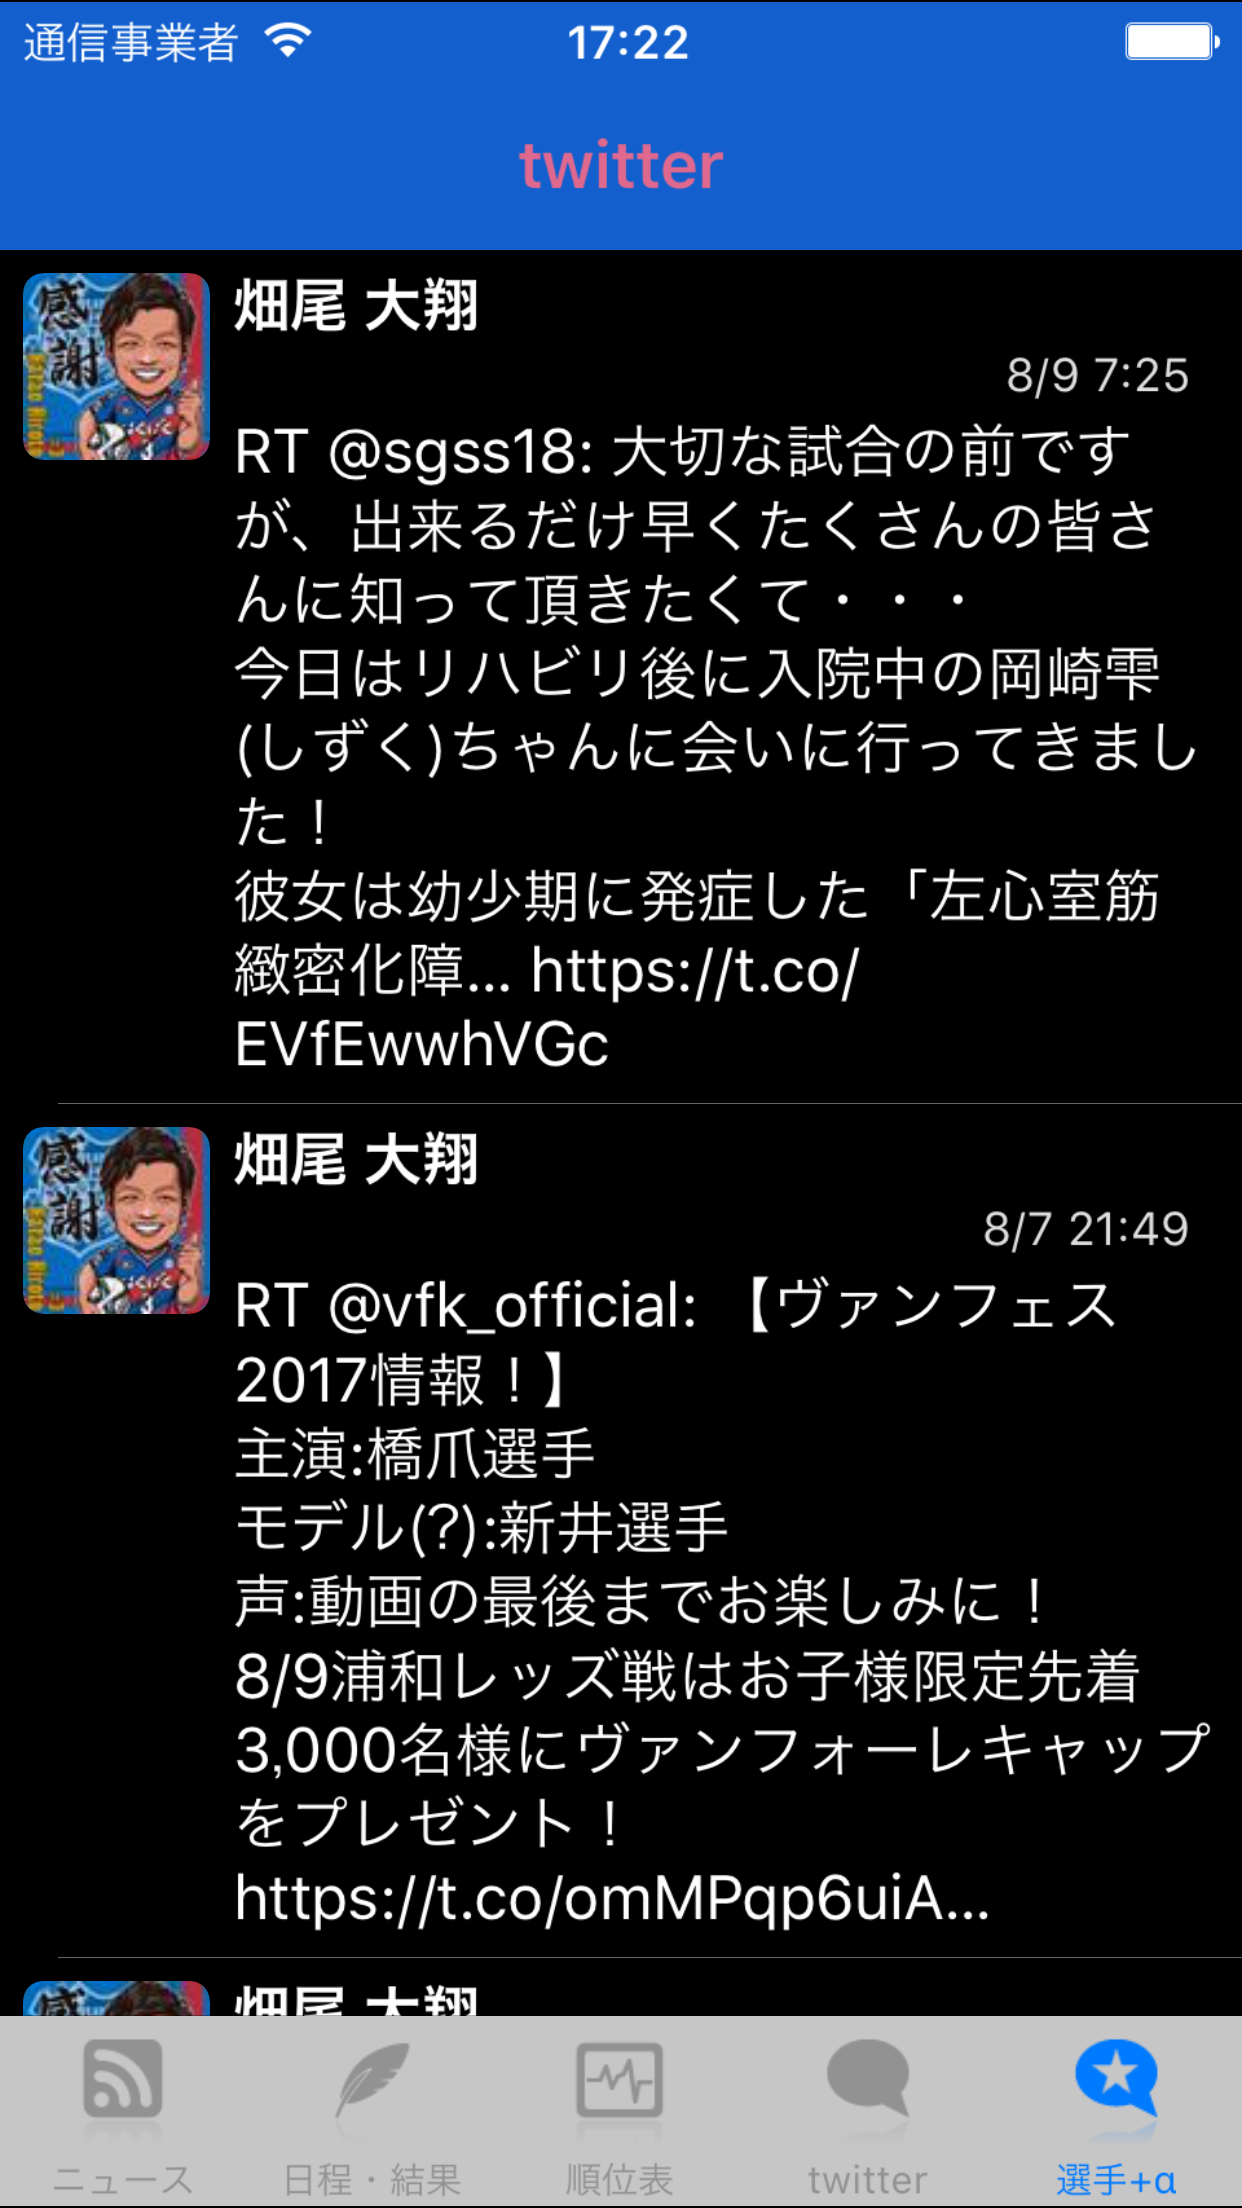 通信事業者
17:22
twitter
感謝
畑尾 大翔
8/9 7:25
RT @sgss18: 大切な試合の前です
が、出来るだけ早くたくさんの皆さ
んに知って頂きたくて・・・
今日はリハビリ後に入院中の岡崎雫
(しずく)ちゃんに会いに行ってきまし
た！
彼女は幼少期に発症した「左心室筋
緻密化障... https://t.co/
EVfEwwhVGc
感謝
畑尾 大翔
8/7 21:49
RT @vfk_official: 【ヴァンフェス
2017情報！】
主演:橋爪選手
モデル(?):新井選手
声:動画の最後までお楽しみに！
8/9浦和レッズ戦はお子様限定先着
3,000名様にヴァンフォーレキャップ
をプレゼント！
https://t.co/omMPqp6uiA...
畑尾 大翔
ニュース
日程・結果
順位表
twitter
選手+α